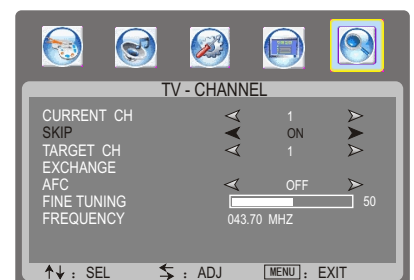 TV - CHANNEL
CURRENT CH 1
SKIP ON
TARGET CH 1
EXCHANGE
AFC OFF
FINE TUNING 50
FREQUENCY 043.70 MHZ
: SEL : ADJ MENU : EXIT